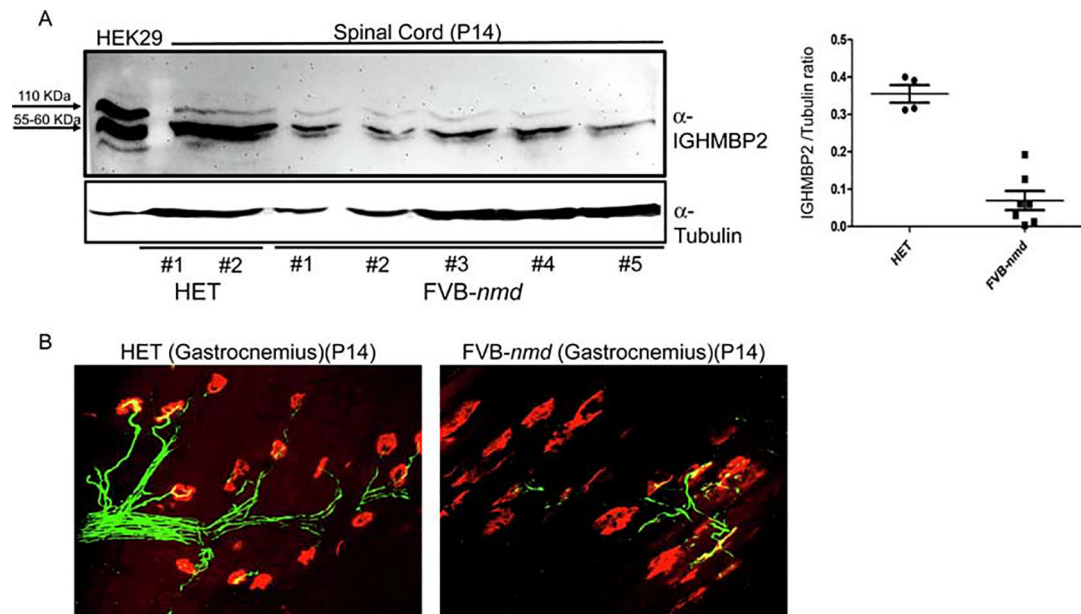 A
HEK29
Spinal Cord (P14)
110 KDa
55-60 KDa
α-
IGHMBP2
α-
Tubulin
#1 #2 #1 #2 #3 #4 #5
HET FVB-nmd
IGHMBP2 /Tubulin ratio
0.5
0.4
0.3
0.2
0.1
0.0
HET
FVB-nmd
B
HET (Gastrocnemius)(P14)
FVB-nmd (Gastrocnemius)(P14)